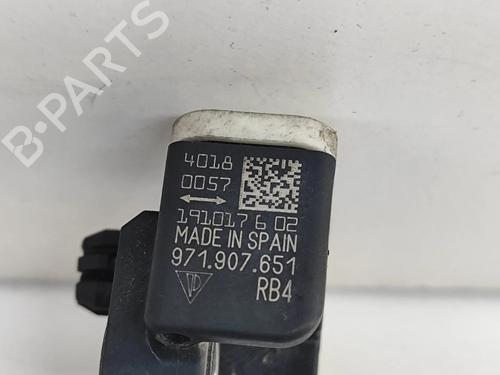 B-PARTS
4018
0057
191017 6 02
MADE IN SPAIN
971.907.651
RB4